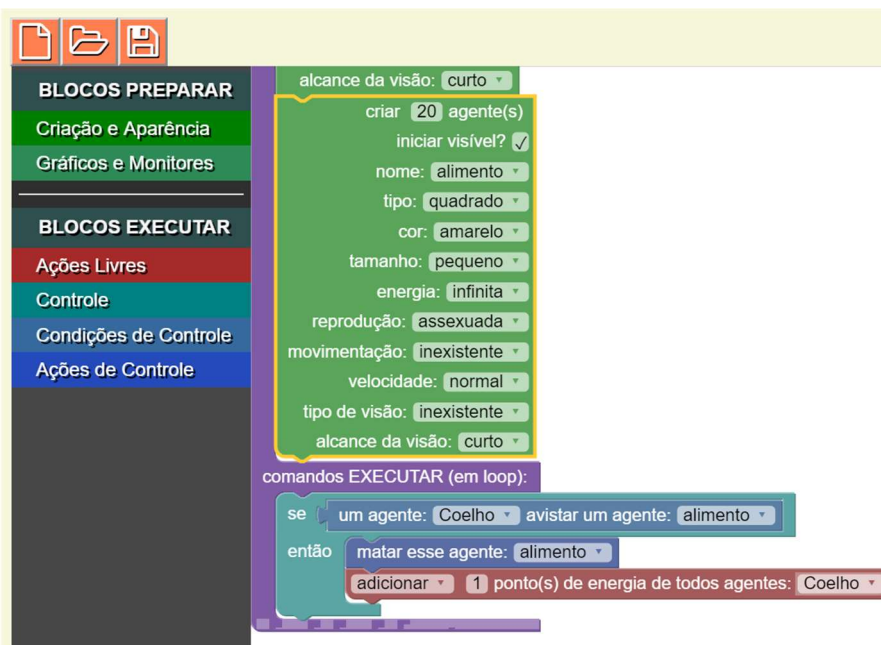 BLOCOS PREPARAR
Criação e Aparência
Gráficos e Monitores
BLOCOS EXECUTAR
Ações Livres
Controle
Condições de Controle
Ações de Controle
alcance da visão: curto
criar 20 agente(s)
iniciar visível?
nome: alimento
tipo: quadrado
cor: amarelo
tamanho: pequeno
energia: infinita
reprodução: assexuada
movimentação: inexistente
velocidade: normal
tipo de visão: inexistente
alcance da visão: curto
comandos EXECUTAR (em loop):
se um agente: Coelho avistar um agente: alimento
então matar esse agente: alimento
adicionar 1 ponto(s) de energia de todos agentes: Coelho